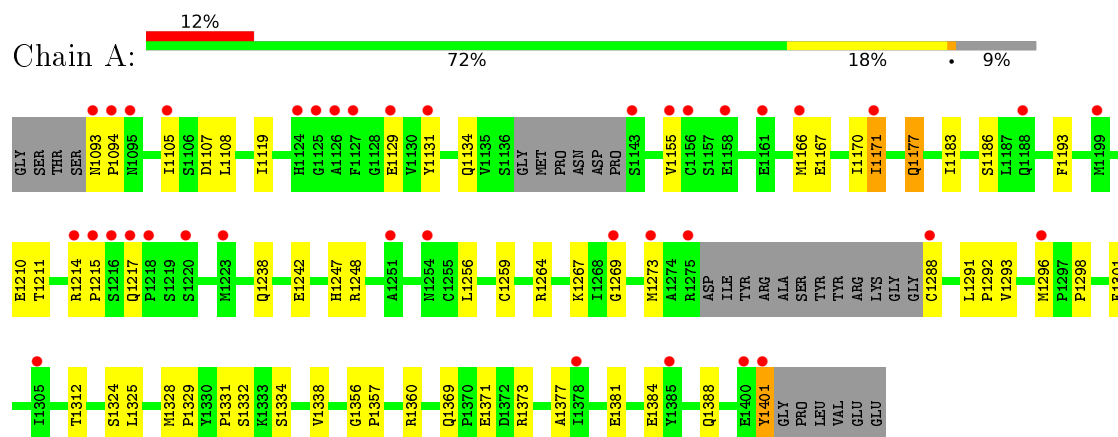 12%
Chain A:
72% 18% • 9%
GLY SER THR SER N1093 P1094 N1095 I1105 S1106 D1107 L1108 I1119 H1124 G1125 A1126 F1127 G1128 E1129 V1130 Y1131 Q1134 V1135 S1136 GLY MET PRO ASN ASP PRO S1143 V1155 C1156 S1157 E1158 E1161 M1166 E1167 I1170 I1171 Q1177 I1183 S1186 L1187 Q1188 F1193 M1199
E1210 T1211 R1214 P1215 S1216 Q1217 P1218 S1219 S1220 M1223 Q1238 E1242 H1247 R1248 A1251 N1254 C1255 L1256 C1259 R1264 K1267 I1268 G1269 M1273 A1274 R1275 ASP ILE TYR ARG ALA SER TYR TYR ARG LYS GLY GLY C1288 L1291 P1292 V1293 M1296 P1297 P1298
I1305 T1312 S1324 L1325 M1328 P1329 Y1330 P1331 S1332 K1333 S1334 V1338 G1356 P1357 R1360 Q1369 P1370 E1371 D1372 R1373 A1377 I1378 E1381 E1384 Y1385 Q1388 E1400 Y1401 GLY PRO LEU VAL GLU GLU